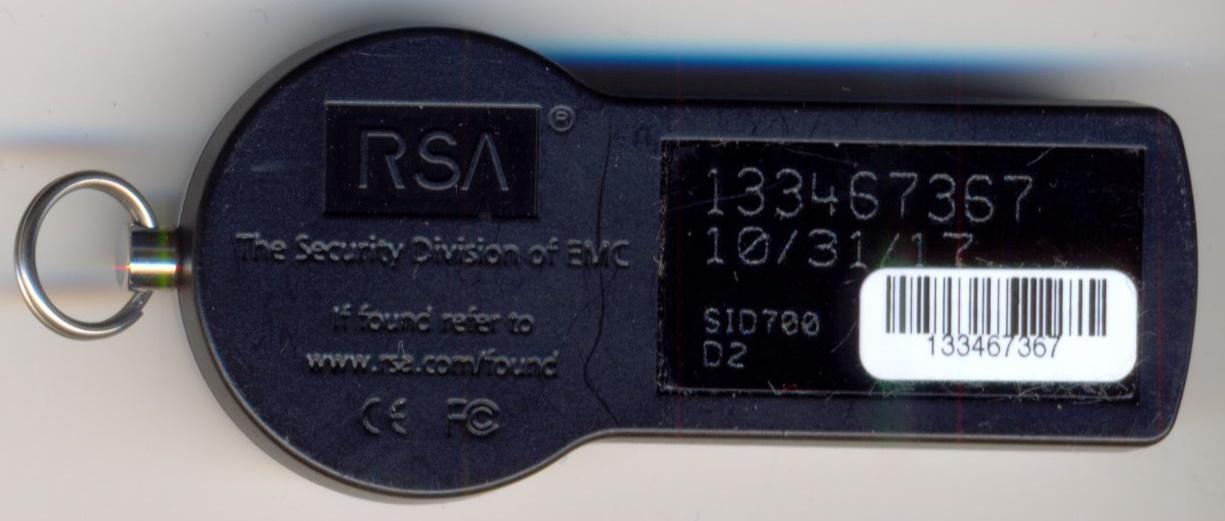 RSA®
The Security Division of EMC
If found refer to
www.rsa.com/found
CE FC
133467367
10/31/17
SID700
D2
133467367